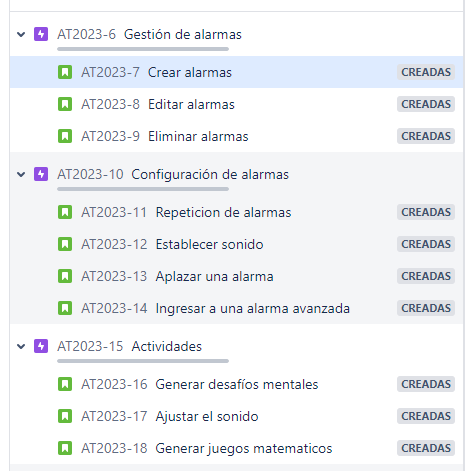 AT2023-6 Gestión de alarmas
AT2023-7 Crear alarmas CREADAS
AT2023-8 Editar alarmas CREADAS
AT2023-9 Eliminar alarmas CREADAS
AT2023-10 Configuración de alarmas
AT2023-11 Repeticion de alarmas CREADAS
AT2023-12 Establecer sonido CREADAS
AT2023-13 Aplazar una alarma CREADAS
AT2023-14 Ingresar a una alarma avanzada CREADAS
AT2023-15 Actividades
AT2023-16 Generar desafíos mentales CREADAS
AT2023-17 Ajustar el sonido CREADAS
AT2023-18 Generar juegos matematicos CREADAS